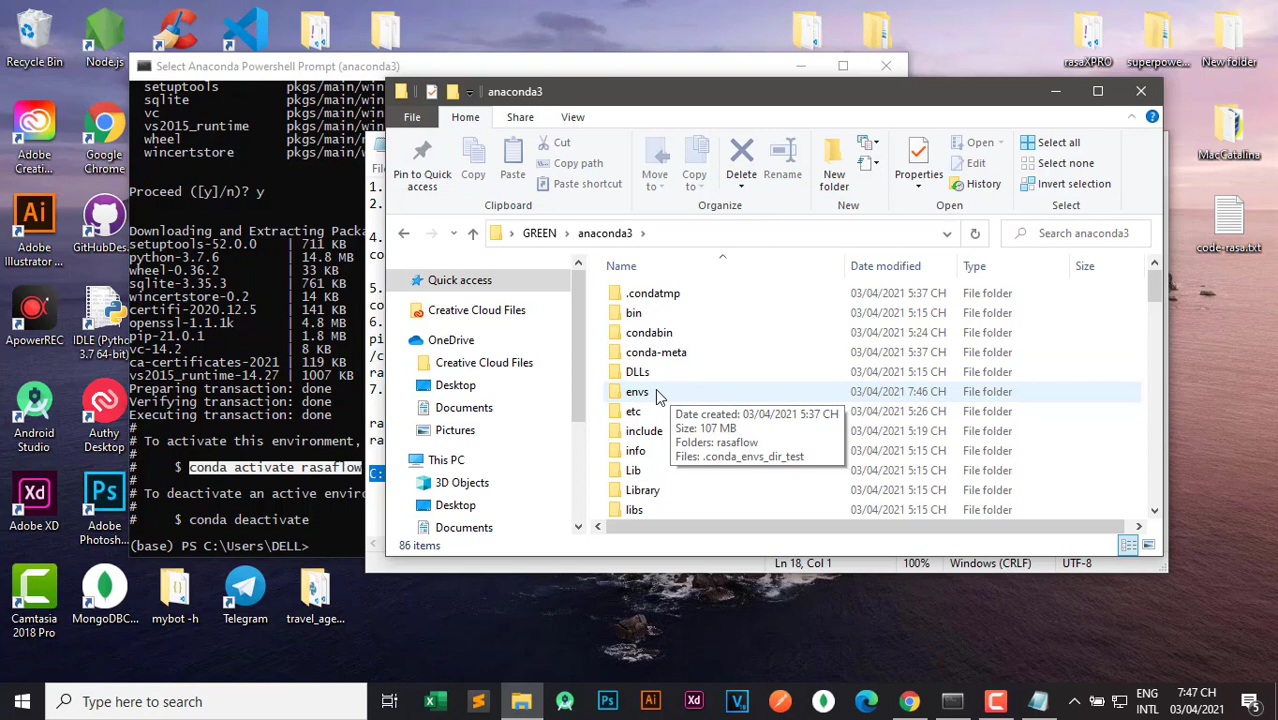 Recycle Bin
Node.js
rasaXPRO
superpowe...
New folder
Adobe
Creati...
Google
Chrome
MacCatalina
Adobe
Illustrator ...
GitHubDes...
code-rasa.txt
ApowerREC
IDLE (Pytho...
3.7 64-bit)
Android
Studio
Authy
Desktop
Adobe XD
Adobe
Photosh...
Camtasia
2018 Pro
MongoDBC...
mybot -h
Telegram
travel_age...
Select Anaconda Powershell Prompt (anaconda3)
setuptools pkgs/main/win
sqlite pkgs/main/win
vc pkgs/main/win
vs2015_runtime pkgs/main/win
wheel pkgs/main/win
wincertstore pkgs/main/win
Proceed ([y]/n)? y
Downloading and Extracting Packa
setuptools-52.0.0 | 711 KB
python-3.7.6 | 14.8 MB
wheel-0.36.2 | 33 KB
sqlite-3.35.3 | 761 KB
wincertstore-0.2 | 14 KB
certifi-2020.12.5 | 141 KB
openssl-1.1.1k | 4.8 MB
pip-21.0.1 | 1.8 MB
vc-14.2 | 8 KB
ca-certificates-2021 | 119 KB
vs2015_runtime-14.27 | 1007 KB
Preparing transaction: done
Verifying transaction: done
Executing transaction: done
#
# To activate this environment,
#
# $ conda activate rasaflow
#
# To deactivate an active enviro
#
# $ conda deactivate
(base) PS C:\Users\DELL>
1.
2.
4.
co
5.
co
6.
pi
/c
7.
ra
ra
C:
Ln 18, Col 1
100%
Windows (CRLF)
UTF-8
anaconda3
File
Home
Share
View
Pin to Quick
access
Copy
Paste
Cut
Copy path
Paste shortcut
Clipboard
Move
to
Copy
to
Delete
Rename
Organize
New
folder
New
Properties
Open
Edit
History
Open
Select all
Select none
Invert selection
Select
GREEN
anaconda3
Search anaconda3
Quick access
Creative Cloud Files
OneDrive
Creative Cloud Files
Desktop
Documents
Pictures
This PC
3D Objects
Desktop
Documents
Name Date modified Type Size
.condatmp 03/04/2021 5:37 CH File folder
bin 03/04/2021 5:15 CH File folder
condabin 03/04/2021 5:24 CH File folder
conda-meta 03/04/2021 5:15 CH File folder
DLLs 03/04/2021 5:15 CH File folder
envs 03/04/2021 7:46 CH File folder
etc 03/04/2021 5:26 CH File folder
include 03/04/2021 5:15 CH File folder
info 03/04/2021 5:15 CH File folder
Lib 03/04/2021 5:15 CH File folder
Library 03/04/2021 5:15 CH File folder
libs 03/04/2021 5:15 CH File folder
Date created: 03/04/2021 5:37 CH
Size: 107 MB
Folders: rasaflow
Files: .conda_envs_dir_test
86 items
Type here to search
ENG
INTL
7:47 CH
03/04/2021
5